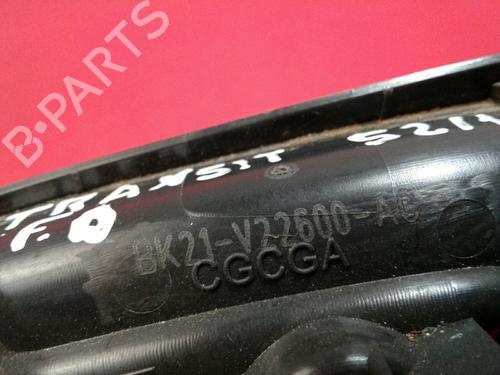 B-PARTS
TRANSIT
F.D
BK21-V22600-AC
CGCGA